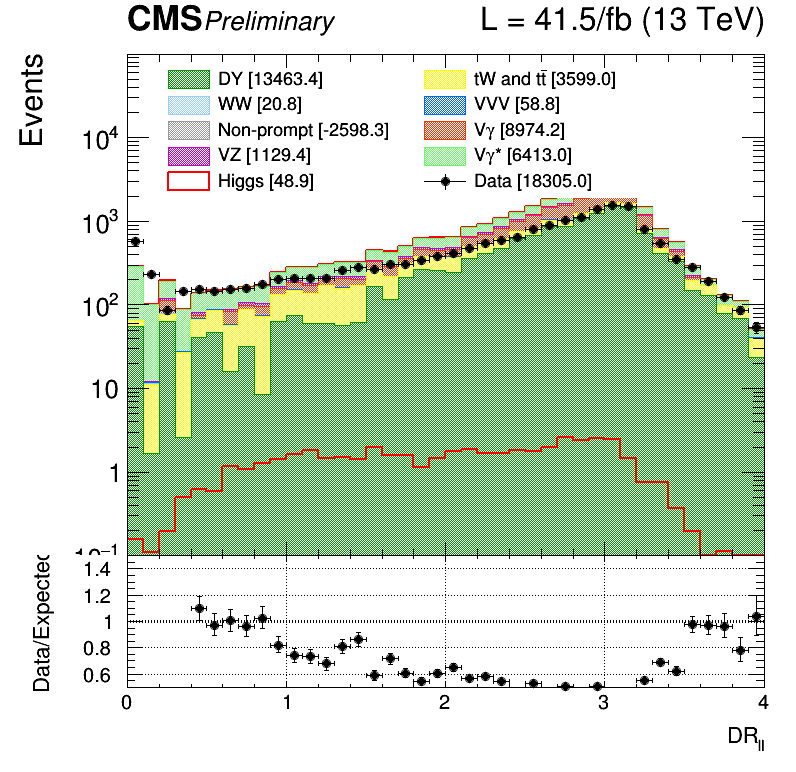 CMS Preliminary L = 41.5/fb (13 TeV)
Events
DY [13463.4]
tW and tt̄ [3599.0]
WW [20.8]
VVV [58.8]
Non-prompt [-2598.3]
Vγ [8974.2]
VZ [1129.4]
Vγ* [6413.0]
Higgs [48.9]
Data [18305.0]
10⁴
10³
10²
10
1
10⁻¹
Data/Expected
1.4
1.2
1
0.8
0.6
0 1 2 3 4
DR_ll